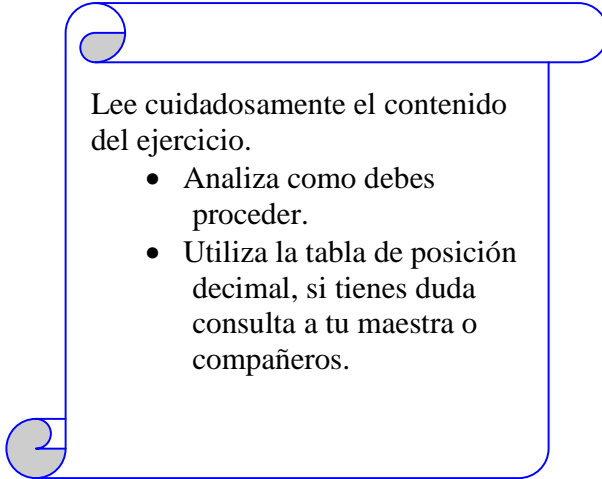 Lee cuidadosamente el contenido
del ejercicio.
• Analiza como debes
proceder.
• Utiliza la tabla de posición
decimal, si tienes duda
consulta a tu maestra o
compañeros.